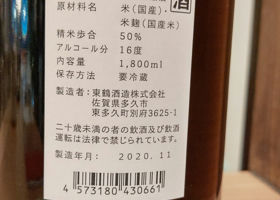 酒
原材料名 米(国産)・
米麹(国産米)
精米歩合 50%
アルコール分 16度
内容量 1,800ml
保存方法 要冷蔵
製造者:東鶴酒造株式会社
佐賀県多久市
東多久町別府3625-1
二十歳未満の者の飲酒及び飲酒
運転は法律で禁じられています。
製造年月: 2020.11
4 573180 430661